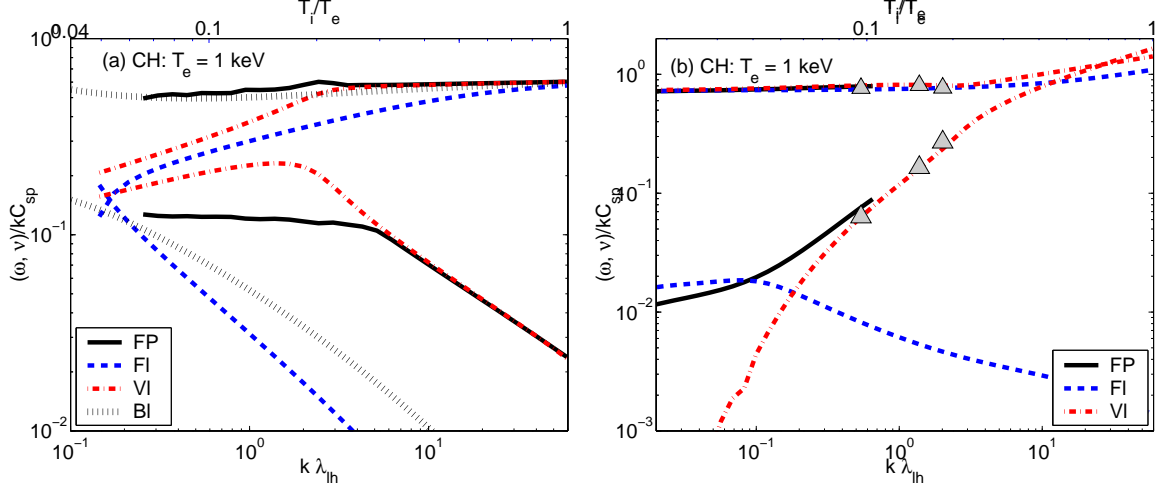 T_i/T_e
0.04 0.1 1
10^0
(a) CH: T_e = 1 keV
(ω, ν)/kC_sp
10^{-1}
FP
FI
VI
BI
10^{-2}
10^{-1} 10^0 10^1
k λ_lh
T_i/T_e
0.1 1
(b) CH: T_e = 1 keV
10^0
10^{-1}
(ω, ν)/kC_sp
10^{-2}
FP
FI
VI
10^{-3}
10^{-1} 10^0 10^1
k λ_lh